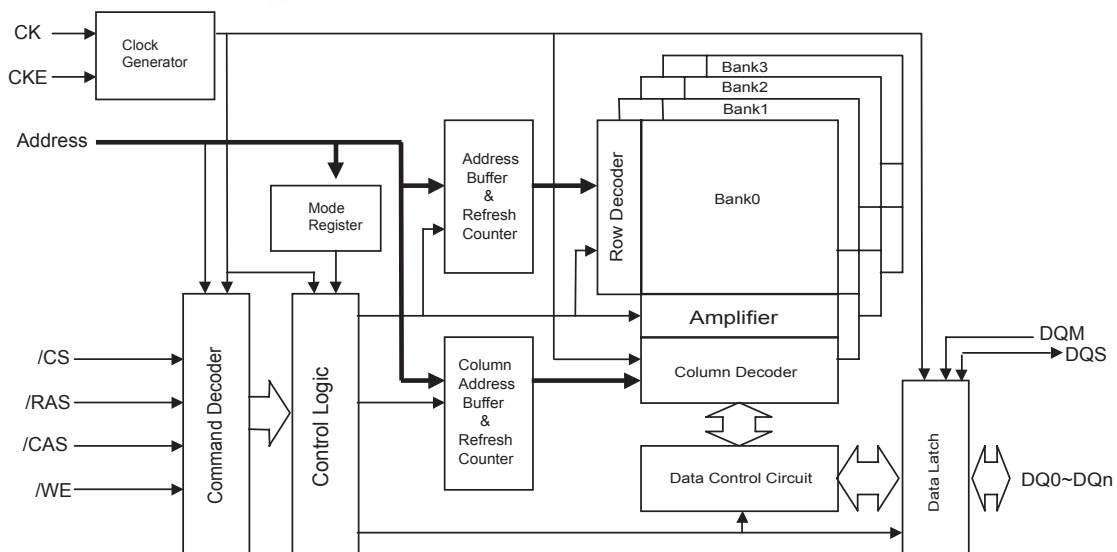 CK
CKE
Clock
Generator
Address
Mode
Register
Address
Buffer
&
Refresh
Counter
Row Decoder
Bank3
Bank2
Bank1
Bank0
Amplifier
Column Decoder
/CS
/RAS
/CAS
/WE
Command Decoder
Control Logic
Column
Address
Buffer
&
Refresh
Counter
Data Control Circuit
DQM
DQS
Data Latch
DQ0~DQn